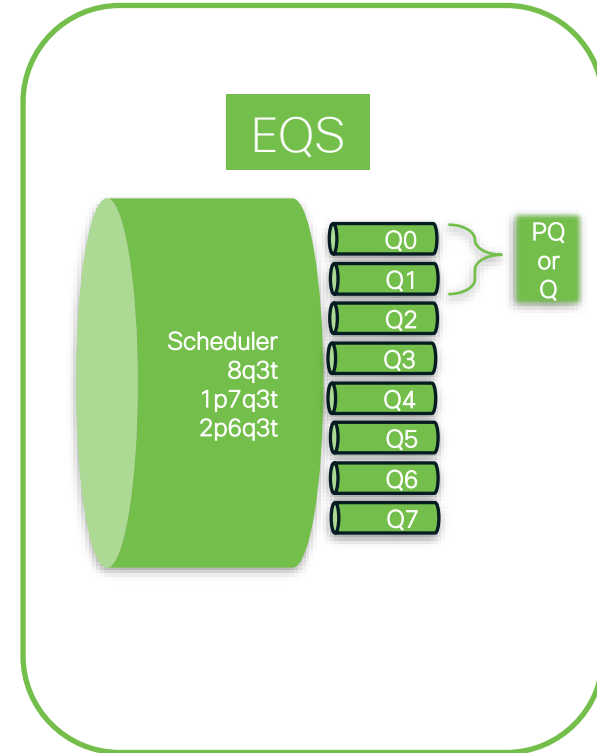 EQS
Scheduler
8q3t
1p7q3t
2p6q3t
Q0
Q1
Q2
Q3
Q4
Q5
Q6
Q7
PQ
or
Q